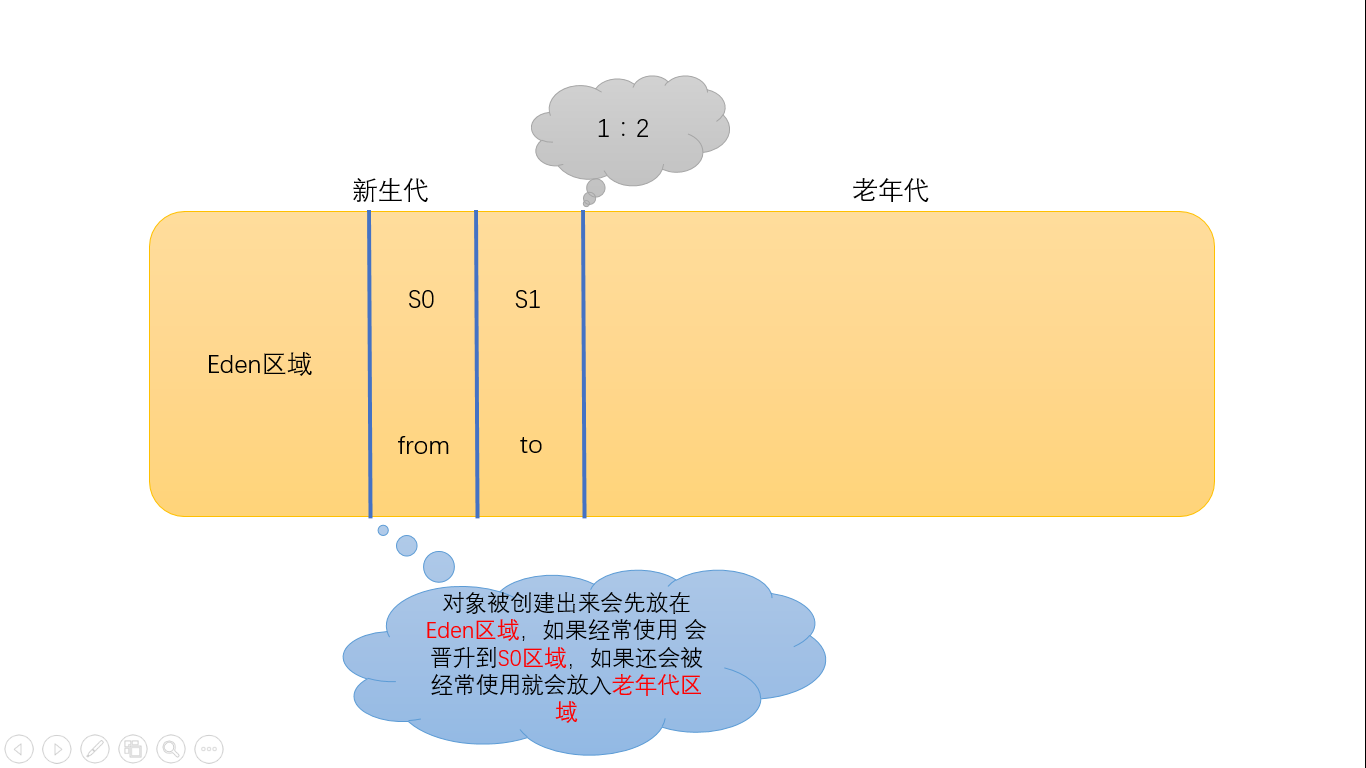 1：2
新生代
老年代
S0
S1
Eden区域
from
to
对象被创建出来会先放在
Eden区域，如果经常使用 会
晋升到S0区域，如果还会被
经常使用就会放入老年代区
域